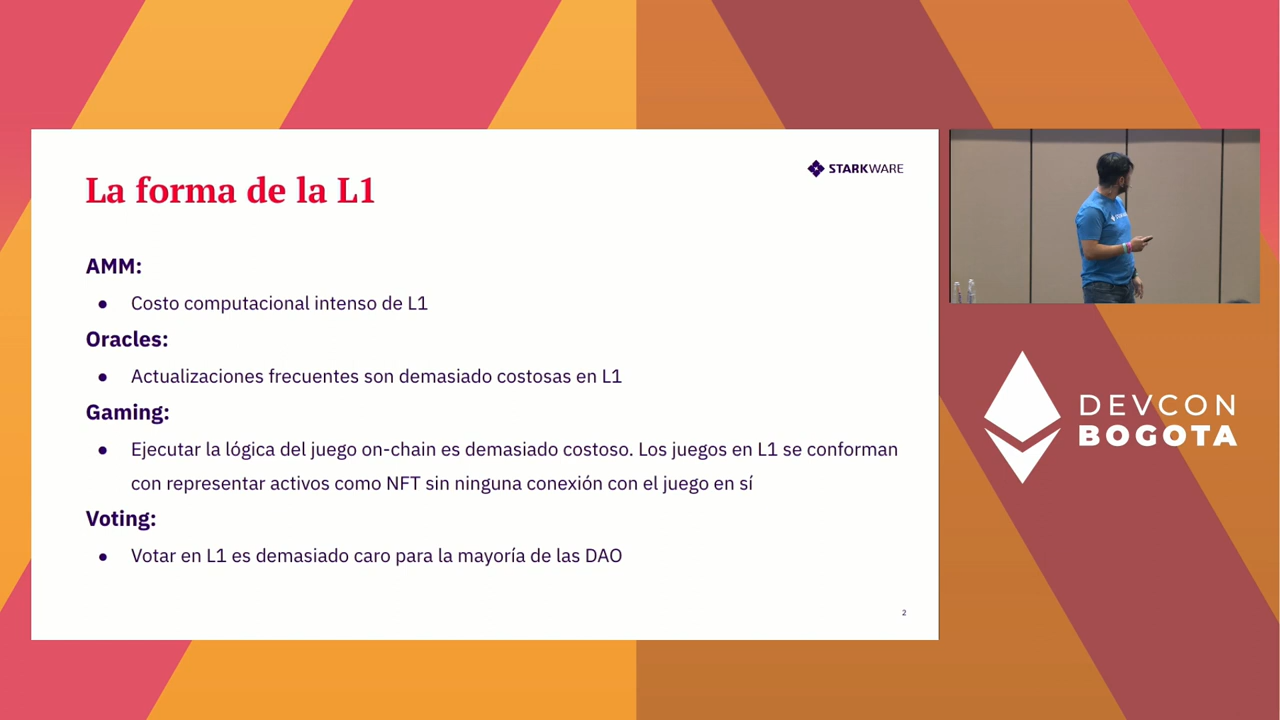 STARKWARE
La forma de la L1
AMM:
● Costo computacional intenso de L1
Oracles:
● Actualizaciones frecuentes son demasiado costosas en L1
Gaming:
● Ejecutar la lógica del juego on-chain es demasiado costoso. Los juegos en L1 se conforman
con representar activos como NFT sin ninguna conexión con el juego en sí
Voting:
● Votar en L1 es demasiado caro para la mayoría de las DAO
2
DEVCON
BOGOTA